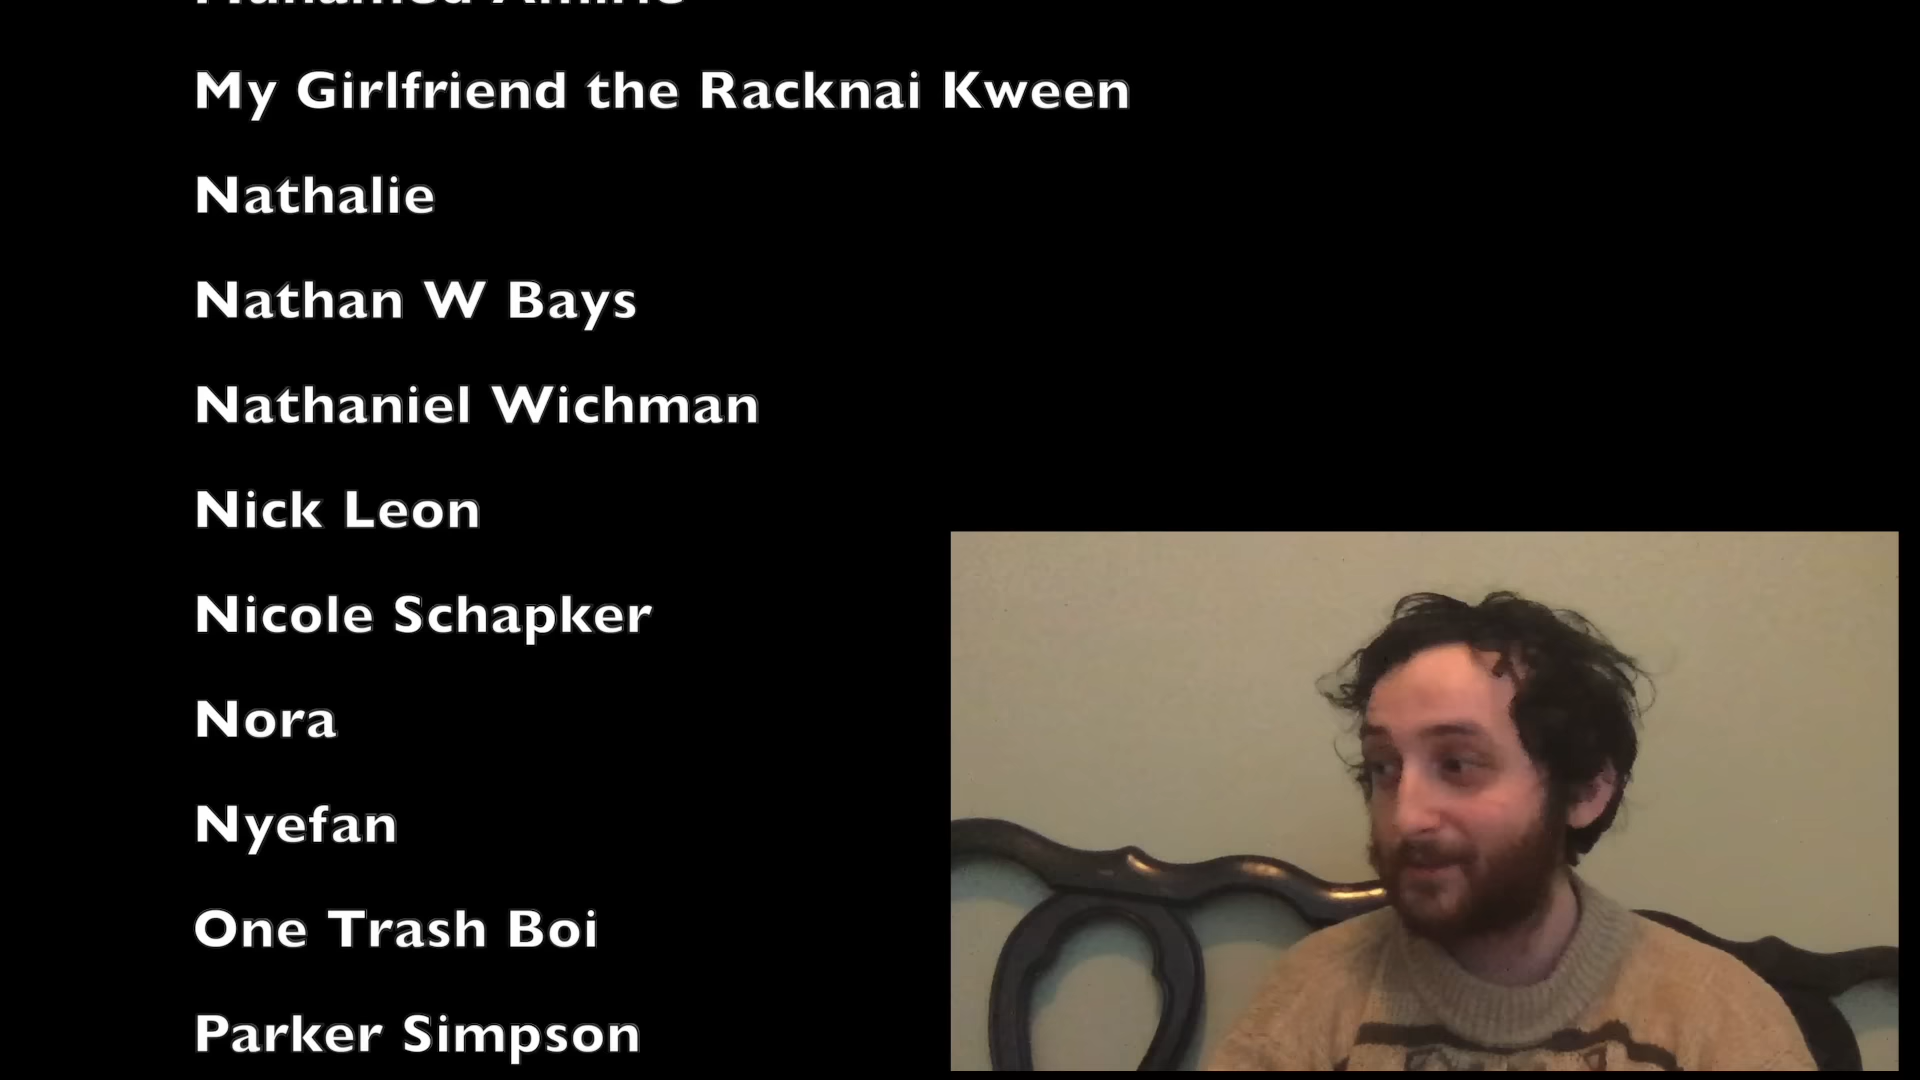 My Girlfriend the Racknai Kween
Nathalie
Nathan W Bays
Nathaniel Wichman
Nick Leon
Nicole Schapker
Nora
Nyefan
One Trash Boi
Parker Simpson